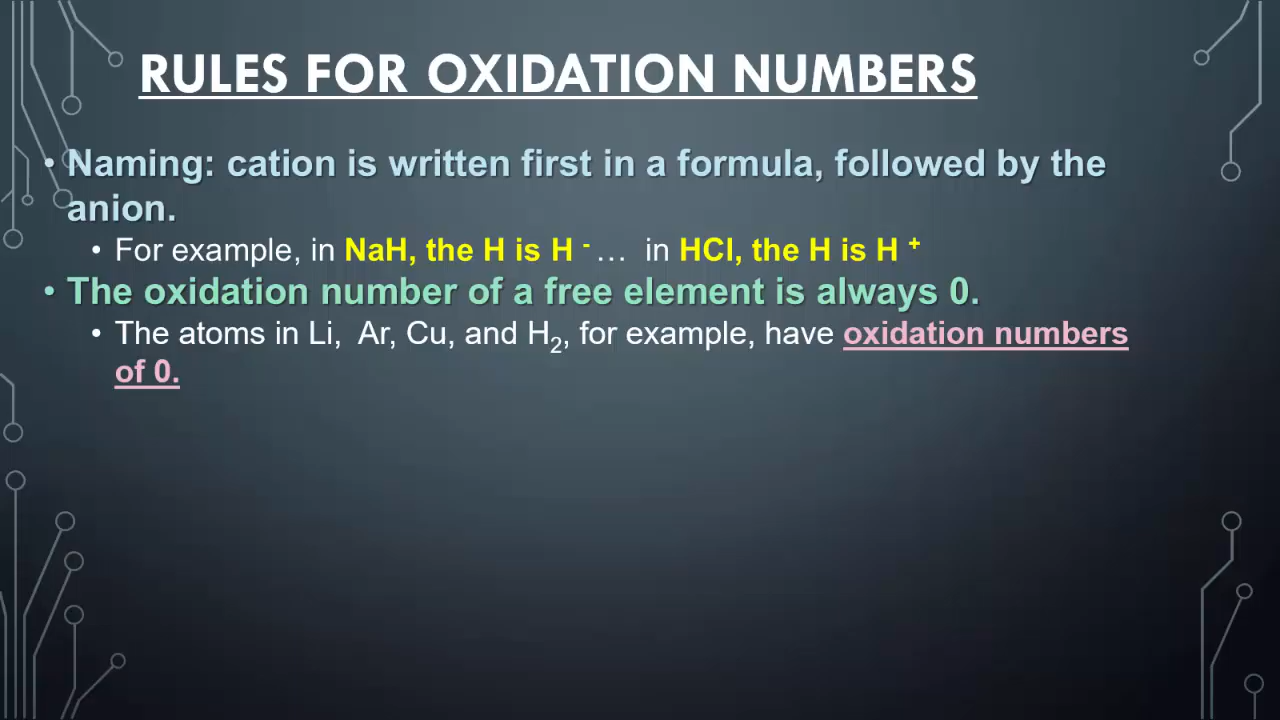 RULES FOR OXIDATION NUMBERS
• Naming: cation is written first in a formula, followed by the
anion.
• For example, in NaH, the H is H ⁻… in HCl, the H is H ⁺
• The oxidation number of a free element is always 0.
• The atoms in Li, Ar, Cu, and H₂, for example, have oxidation numbers
of 0.